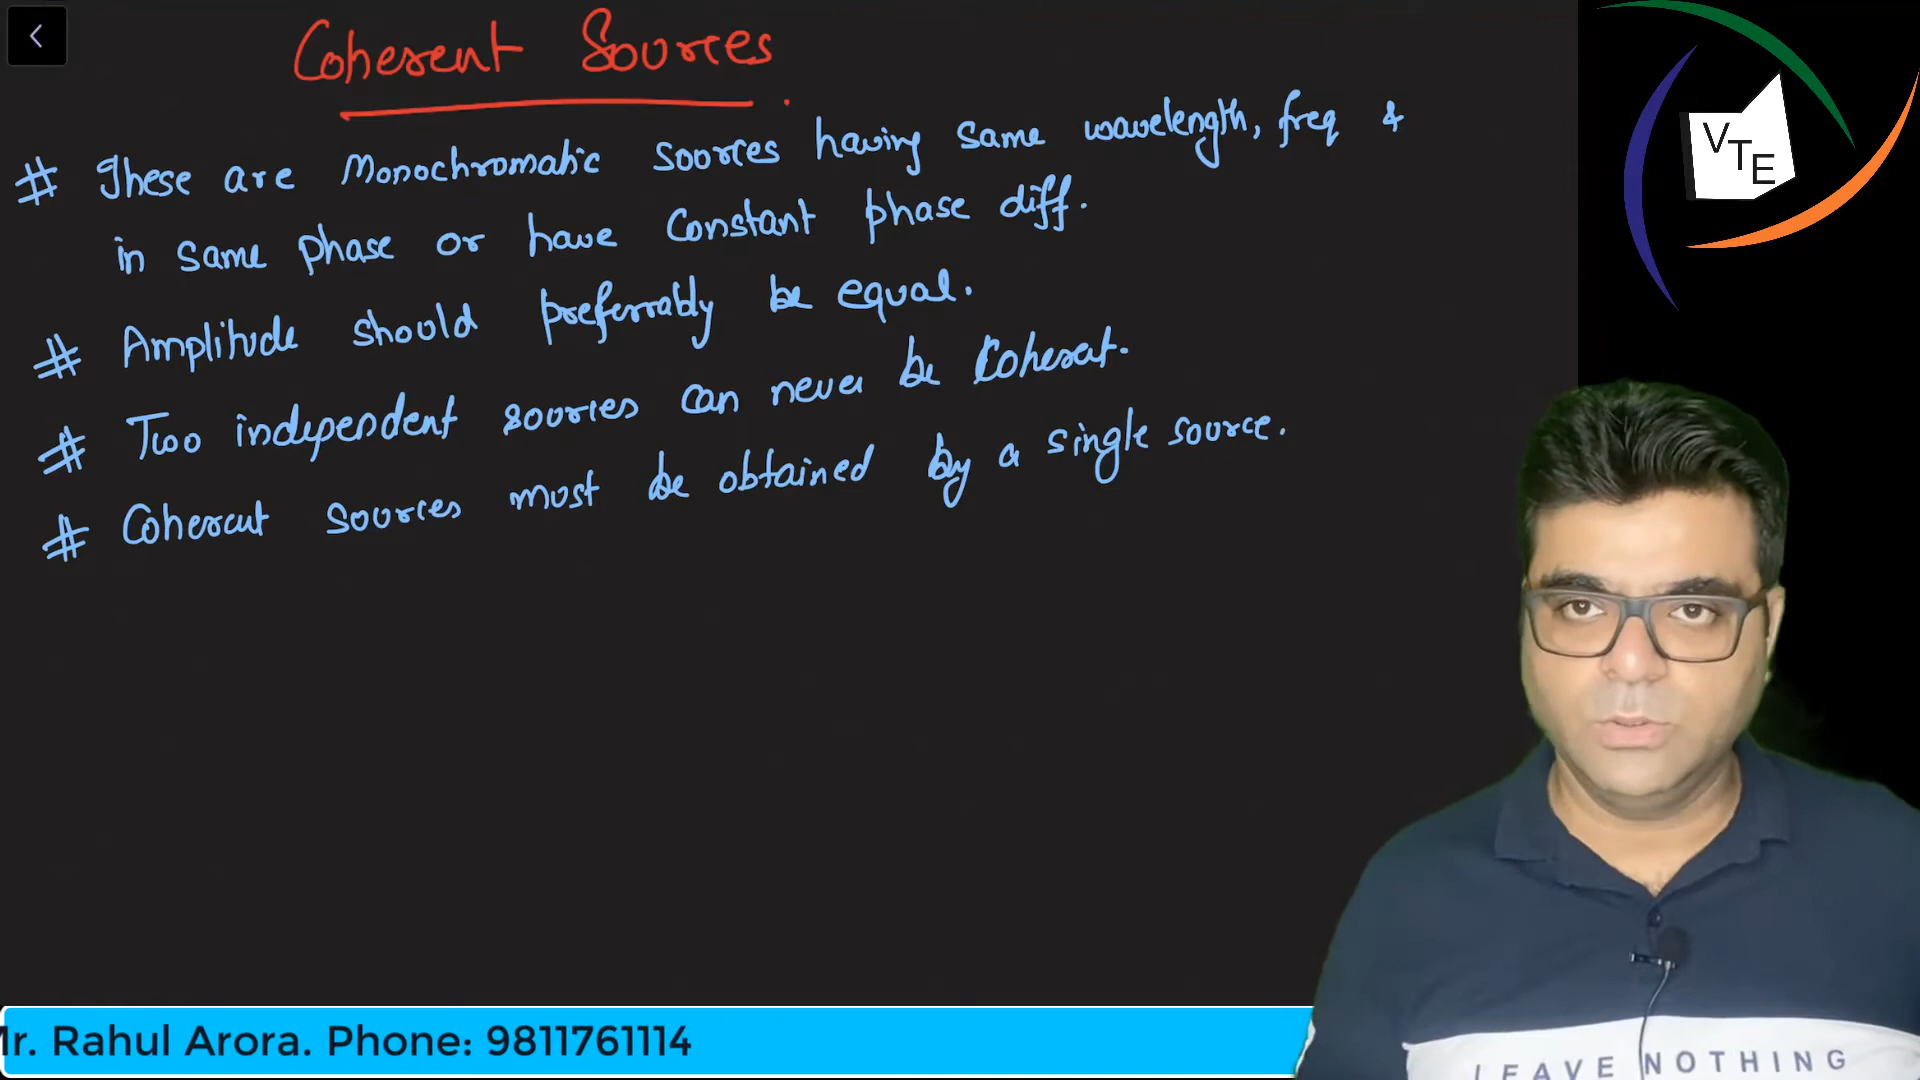 Coherent Sources
# These are Monochromatic sources having same wavelength, freq &
in same phase or have Constant phase diff.
# Amplitude should preferrably be equal.
# Two independent sources can never be Coherent.
# Coherent sources must be obtained by a single source.
VTE
Mr. Rahul Arora. Phone: 9811761114
LEAVE NOTHING